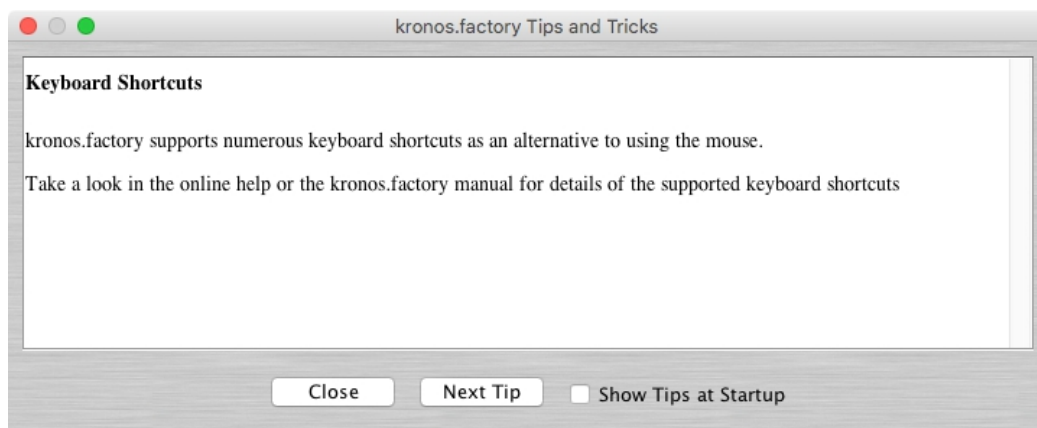 kronos.factory Tips and Tricks
Keyboard Shortcuts
kronos.factory supports numerous keyboard shortcuts as an alternative to using the mouse.
Take a look in the online help or the kronos.factory manual for details of the supported keyboard shortcuts
Close
Next Tip
Show Tips at Startup